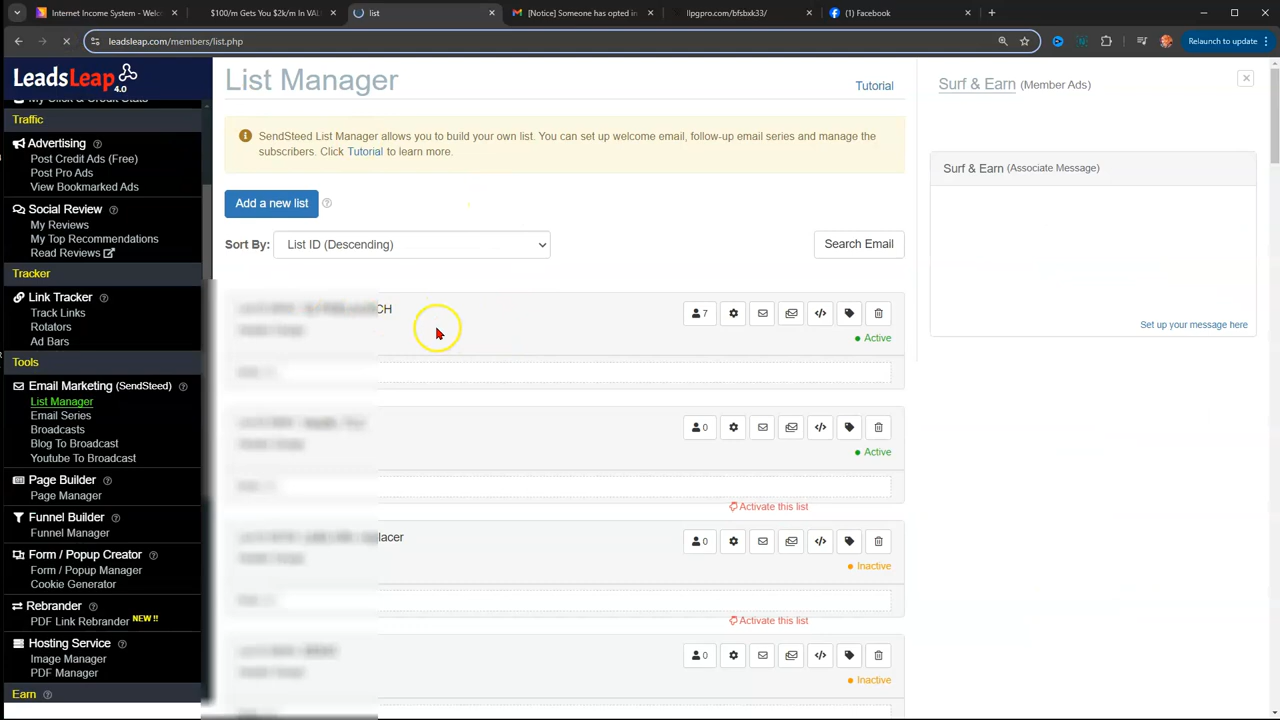 Internet Income System - Welco
$100/m Gets You $2k/m In VAL
list
[Notice] Someone has opted in
llpgpro.com/bfsbxk33/
(1) Facebook
leadsleap.com/members/list.php
Relaunch to update
LeadsLeap
4.0
My Click & Credit Stats
Traffic
Advertising
Post Credit Ads (Free)
Post Pro Ads
View Bookmarked Ads
Social Review
My Reviews
My Top Recommendations
Read Reviews
Tracker
Link Tracker
Track Links
Rotators
Ad Bars
Tools
Email Marketing (SendSteed)
List Manager
Email Series
Broadcasts
Blog To Broadcast
Youtube To Broadcast
Page Builder
Page Manager
Funnel Builder
Funnel Manager
Form / Popup Creator
Form / Popup Manager
Cookie Generator
Rebrander
PDF Link Rebrander NEW !!
Hosting Service
Image Manager
PDF Manager
Earn
List Manager
Tutorial
SendSteed List Manager allows you to build your own list. You can set up welcome email, follow-up email series and manage the
subscribers. Click Tutorial to learn more.
Add a new list
Sort By: List ID (Descending)
Search Email
CH
7
Active
0
Active
Activate this list
lacer
0
Inactive
Activate this list
0
Inactive
Surf & Earn (Member Ads)
Surf & Earn (Associate Message)
Set up your message here